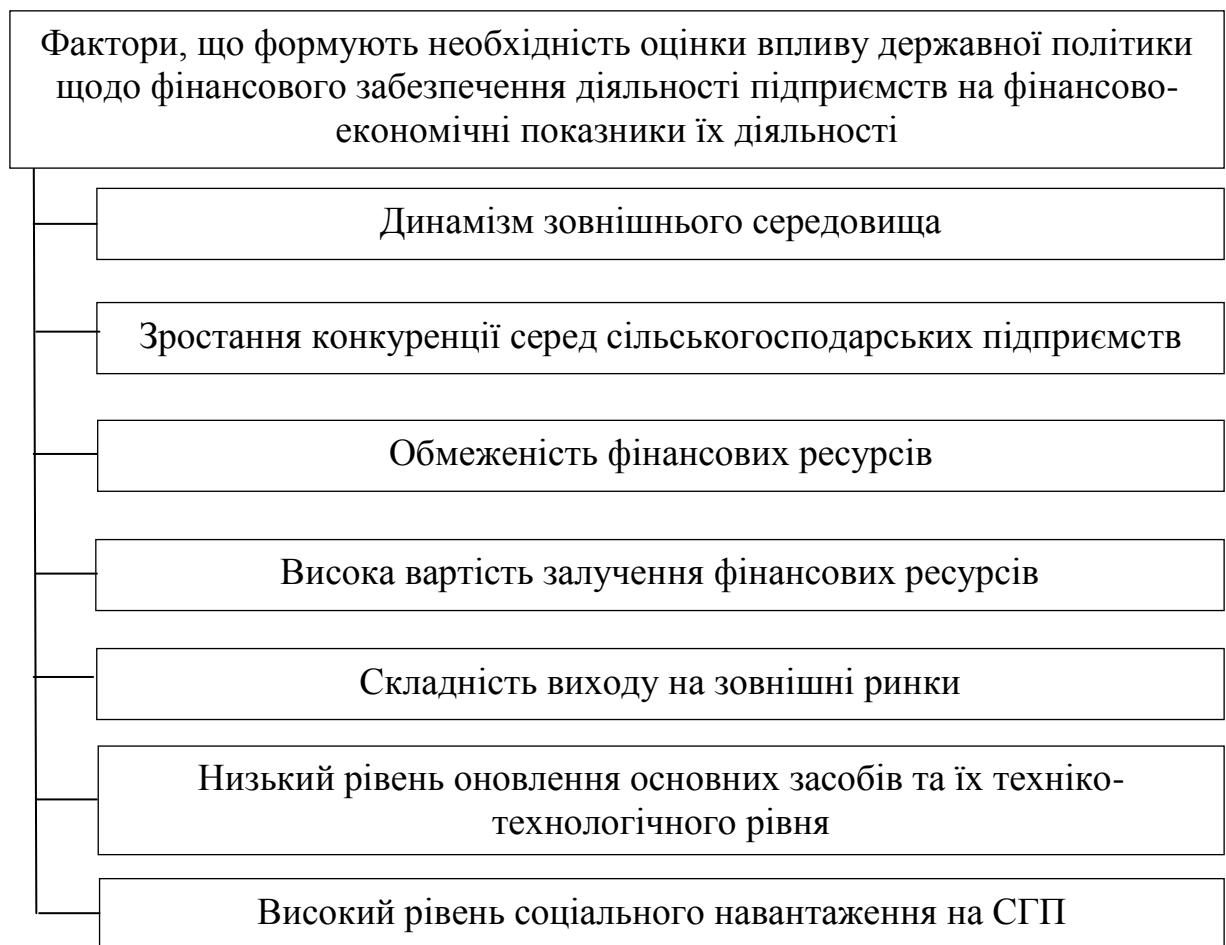 Фактори, що формують необхідність оцінки впливу державної політики
щодо фінансового забезпечення діяльності підприємств на фінансово-
економічні показники їх діяльності
Динамізм зовнішнього середовища
Зростання конкуренції серед сільськогосподарських підприємств
Обмеженість фінансових ресурсів
Висока вартість залучення фінансових ресурсів
Складність виходу на зовнішні ринки
Низький рівень оновлення основних засобів та їх техніко-
технологічного рівня
Високий рівень соціального навантаження на СГП